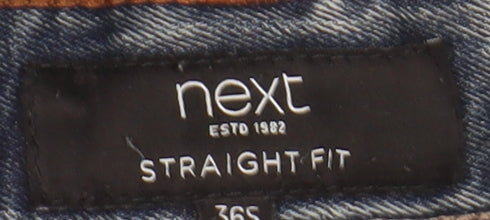 next
ESTD 1982
STRAIGHT FIT
36S